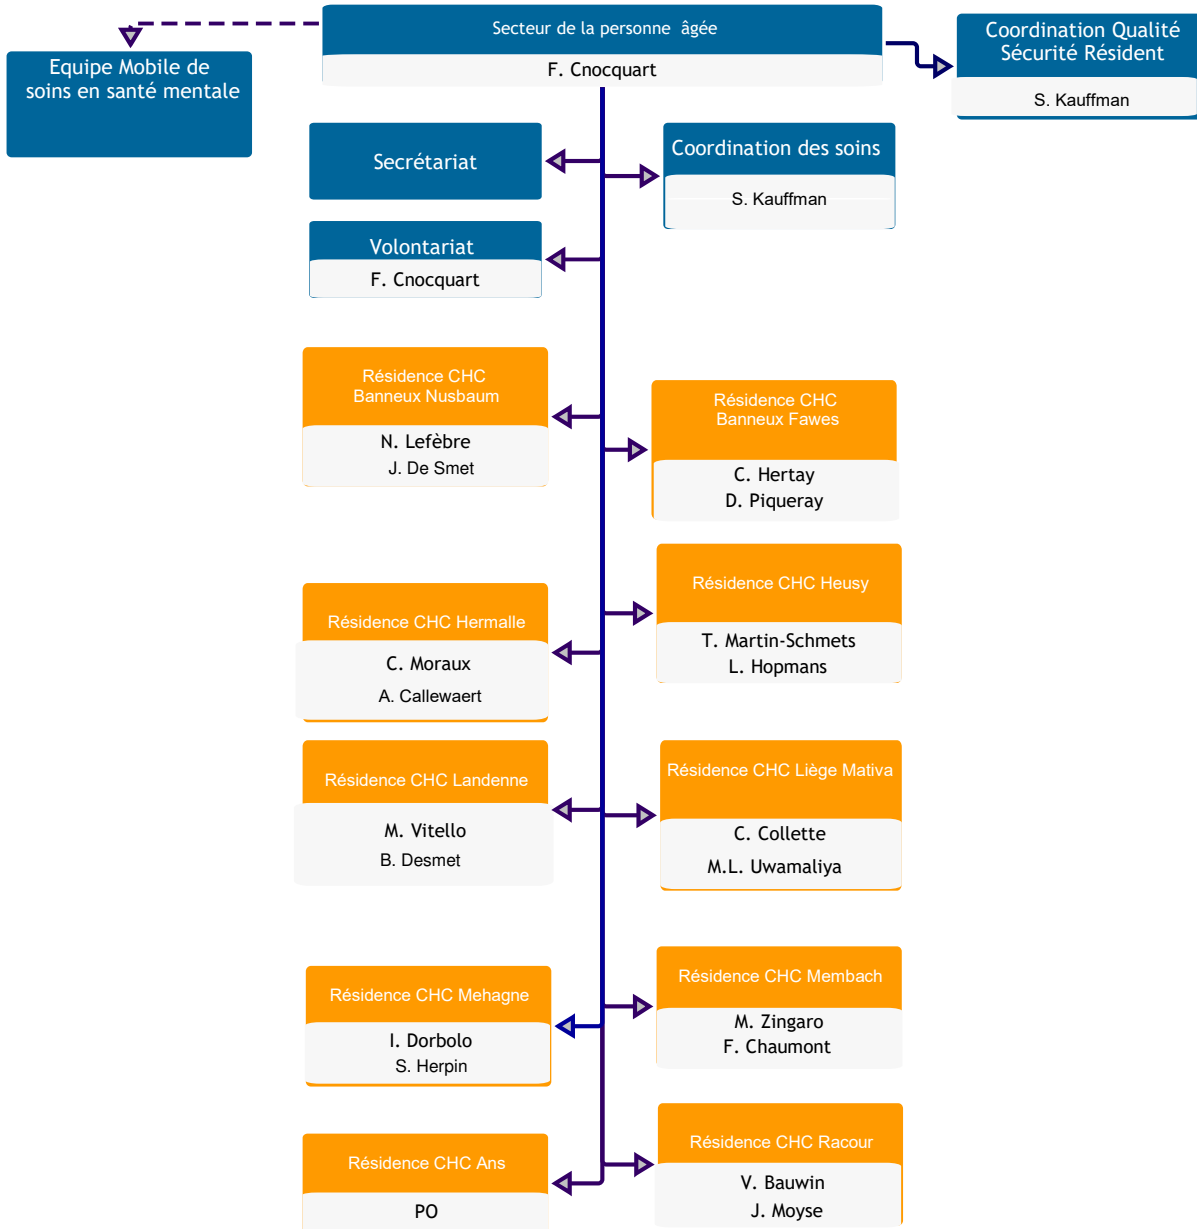 Secteur de la personne âgée
F. Cnocquart
Equipe Mobile de
soins en santé mentale
Coordination Qualité
Sécurité Résident
S. Kauffman
Secrétariat
Coordination des soins
S. Kauffman
Volontariat
F. Cnocquart
Résidence CHC
Banneux Nusbaum
N. Lefèbre
J. De Smet
Résidence CHC
Banneux Fawes
C. Hertay
D. Piqueray
Résidence CHC Heusy
T. Martin-Schmets
L. Hopmans
Résidence CHC Hermalle
C. Moraux
A. Callewaert
Résidence CHC Landenne
M. Vitello
B. Desmet
Résidence CHC Liège Mativa
C. Collette
M.L. Uwamaliya
Résidence CHC Mehagne
I. Dorbolo
S. Herpin
Résidence CHC Membach
M. Zingaro
F. Chaumont
Résidence CHC Ans
PO
Résidence CHC Racour
V. Bauwin
J. Moyse